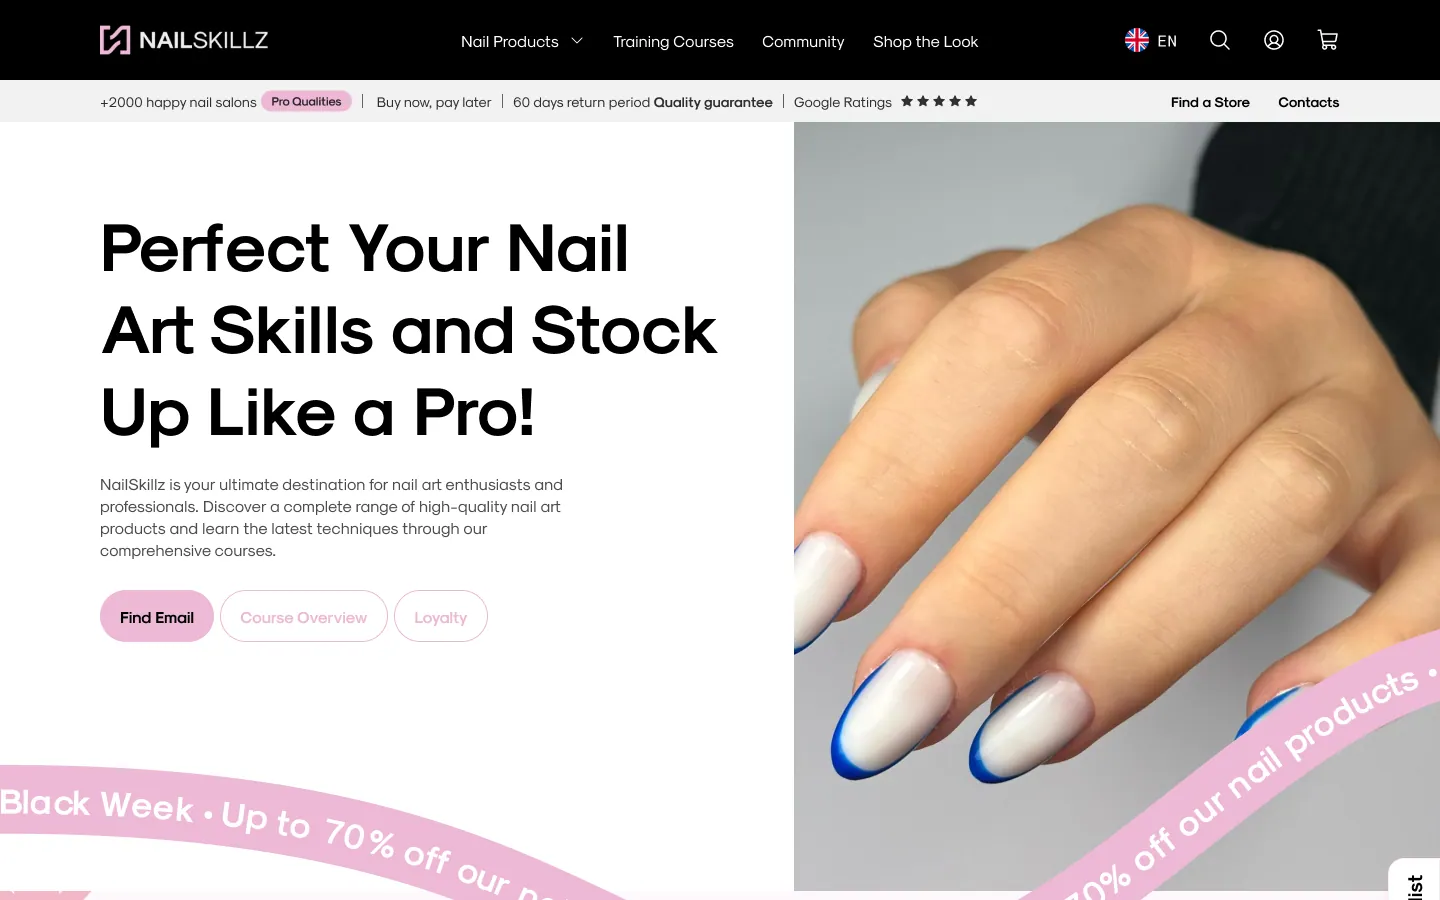 NAILSKILLZ
Nail Products
Training Courses
Community
Shop the Look
EN
+2000 happy nail salons
Pro Qualities
Buy now, pay later
60 days return period Quality guarantee
Google Ratings
Find a Store
Contacts
Perfect Your Nail
Art Skills and Stock
Up Like a Pro!
NailSkillz is your ultimate destination for nail art enthusiasts and
professionals. Discover a complete range of high-quality nail art
products and learn the latest techniques through our
comprehensive courses.
Find Email
Course Overview
Loyalty
Black Week • Up to 70% off our
70% off our nail products •